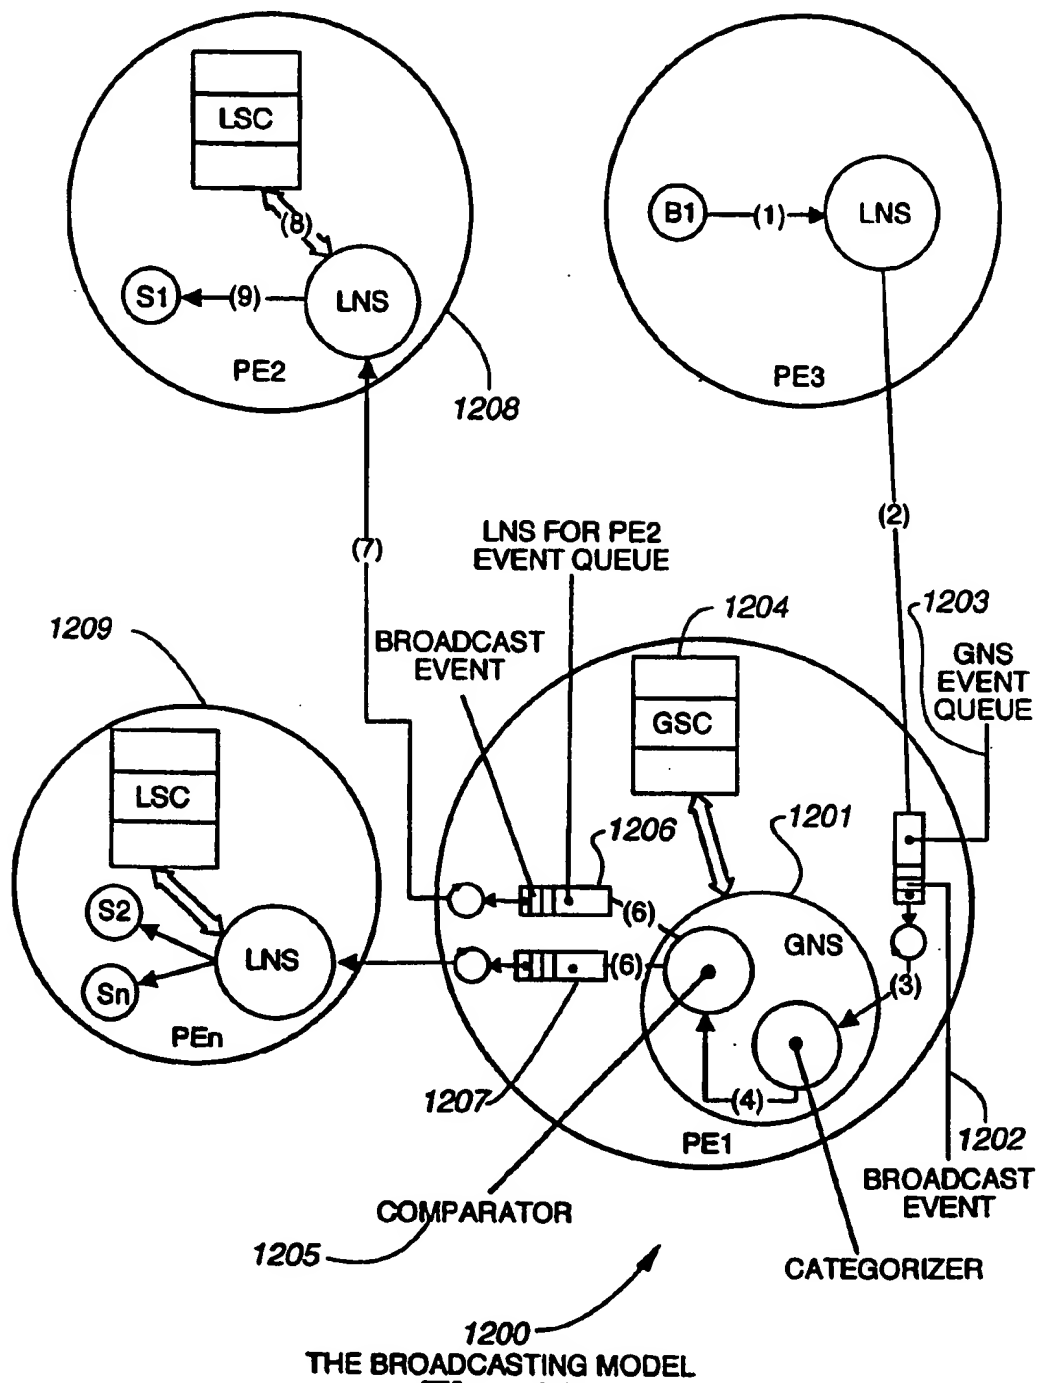 LSC
(8)
S1
(9)
LNS
PE2
1208
B1
(1)
LNS
PE3
(2)
(7)
LNS FOR PE2
EVENT QUEUE
1203
1204
GNS
EVENT
QUEUE
1209
BROADCAST
EVENT
GSC
LSC
1206
1201
(6)
S2
GNS
LNS
(6)
Sn
(3)
PEn
1207
(4)
PE1
1202
BROADCAST
EVENT
COMPARATOR
1205
CATEGORIZER
1200
THE BROADCASTING MODEL